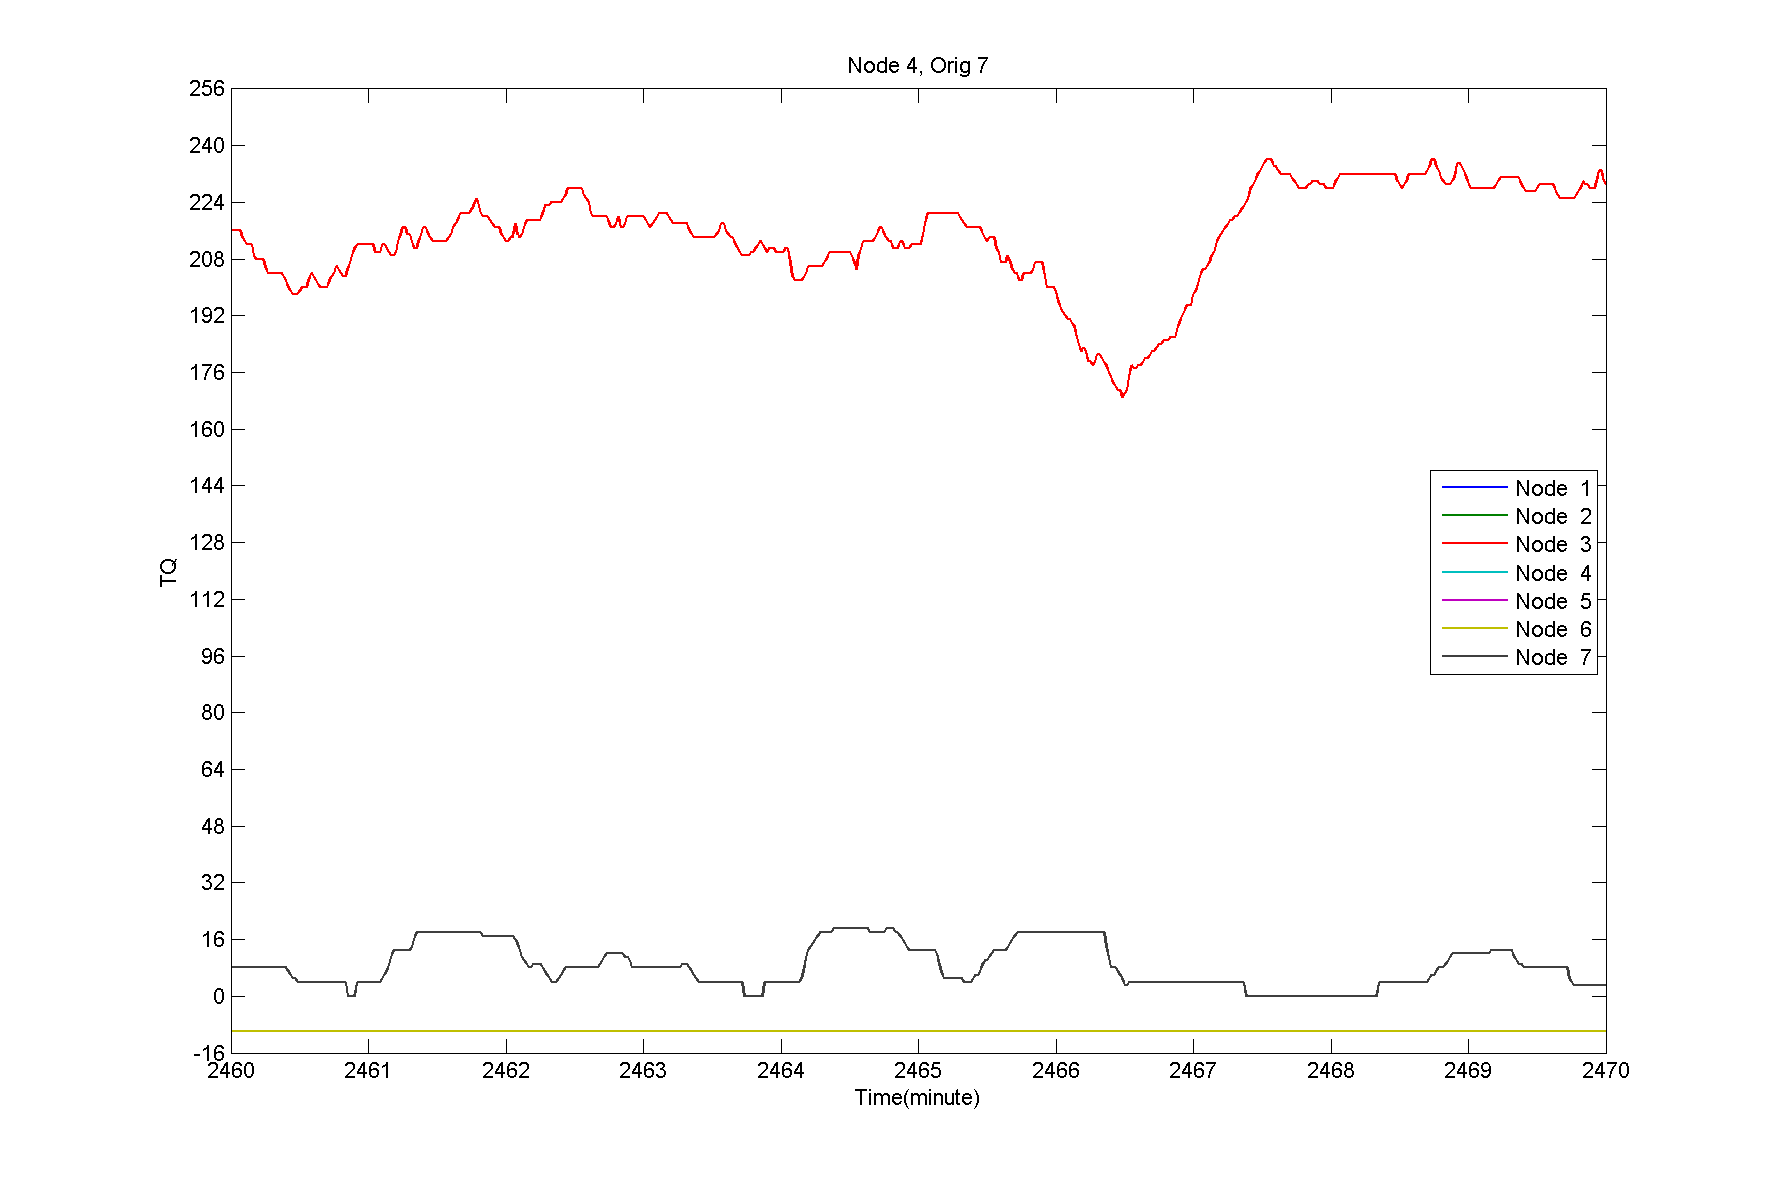 Node 4, Orig 7
256
240
224
208
192
176
160
144
128
112
96
80
64
48
32
16
0
-16
TQ
Node 1
Node 2
Node 3
Node 4
Node 5
Node 6
Node 7
2460 2461 2462 2463 2464 2465 2466 2467 2468 2469 2470
Time(minute)